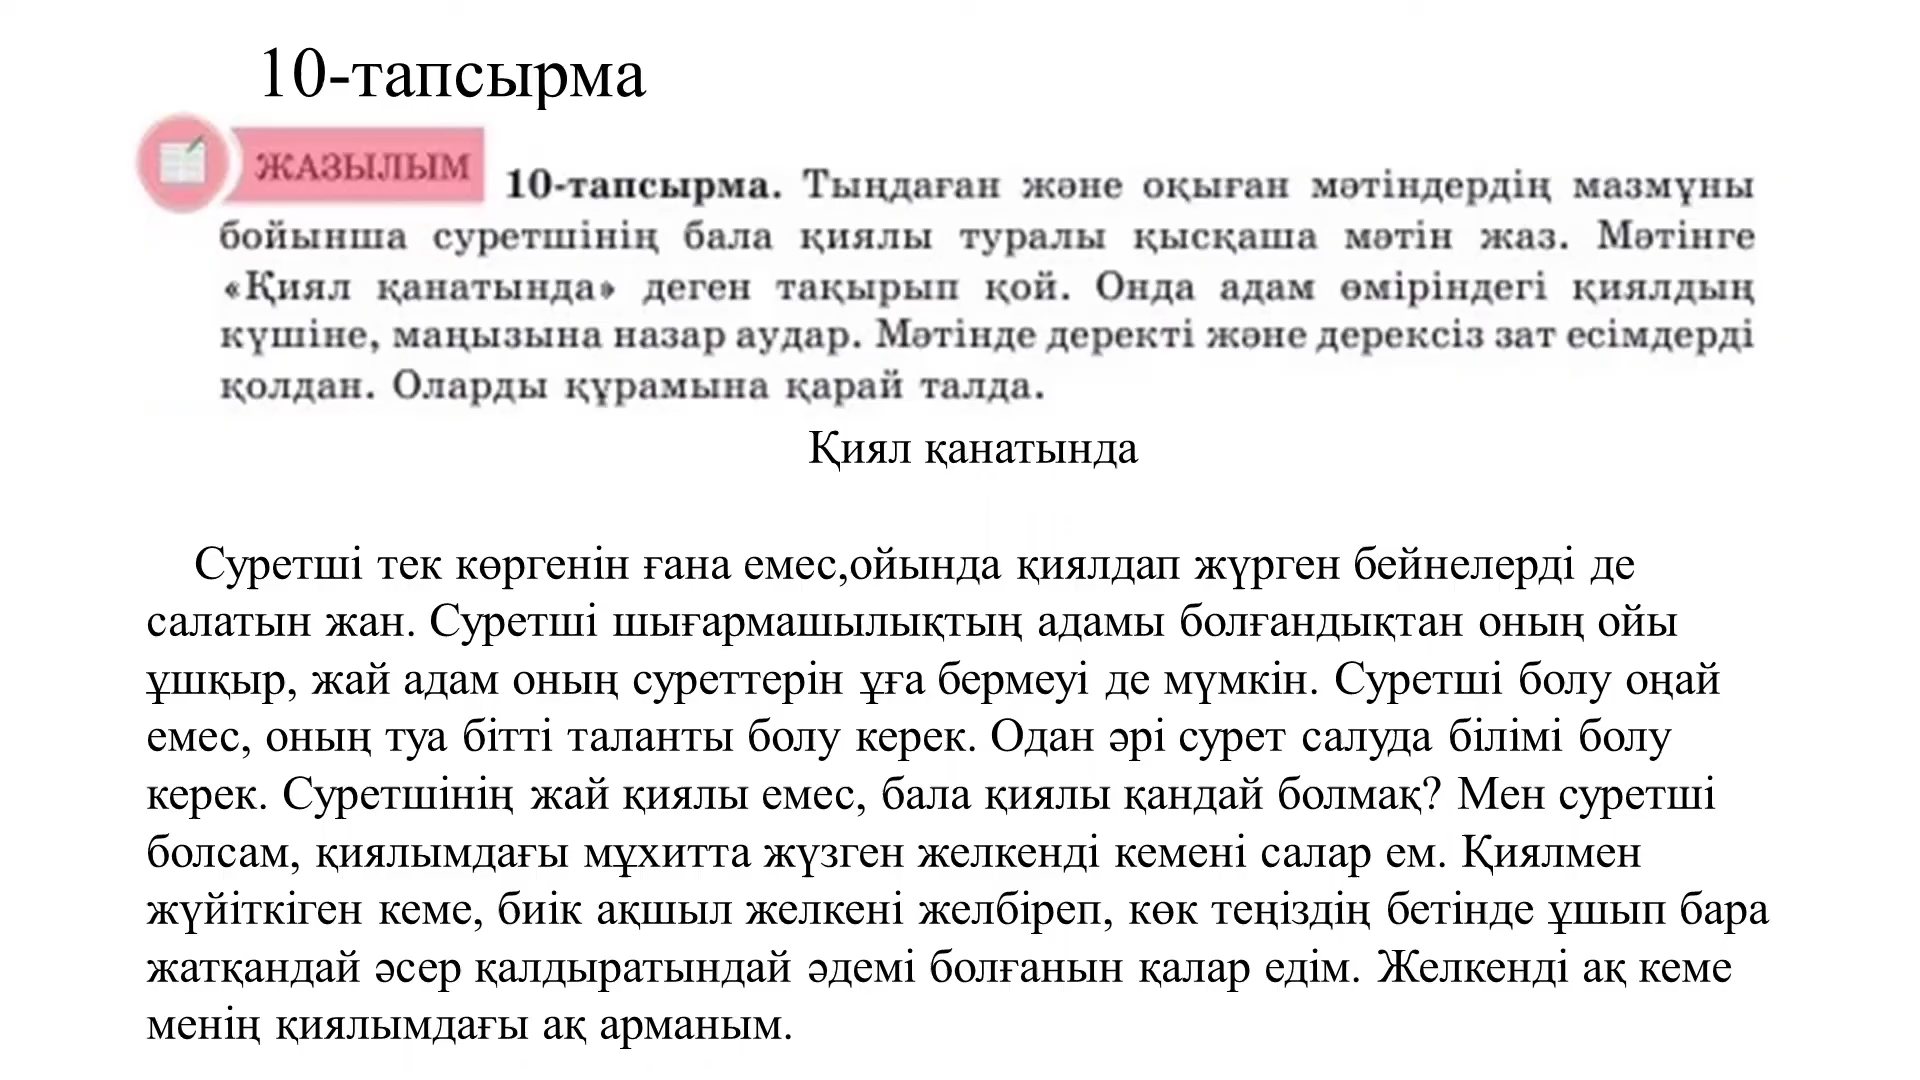 10-тапсырма
ЖАЗЫЛЫМ
10-тапсырма. Тыңдаған және оқыған мәтіндердің мазмұны
бойынша суретшінің бала қиялы туралы қысқаша мәтін жаз. Мәтінге
«Қиял қанатында» деген тақырып қой. Онда адам өміріндегі қиялдың
күшіне, маңызына назар аудар. Мәтінде деректі және дерексіз зат есімдерді
қолдан. Оларды құрамына қарай талда.
Қиял қанатында
Суретші тек көргенін ғана емес,ойында қиялдап жүрген бейнелерді де
салатын жан. Суретші шығармашылықтың адамы болғандықтан оның ойы
ұшқыр, жай адам оның суреттерін ұға бермеуі де мүмкін. Суретші болу оңай
емес, оның туа бітті таланты болу керек. Одан әрі сурет салуда білімі болу
керек. Суретшінің жай қиялы емес, бала қиялы қандай болмақ? Мен суретші
болсам, қиялымдағы мұхитта жүзген желкенді кемені салар ем. Қиялмен
жүйіткіген кеме, биік ақшыл желкені желбіреп, көк теңіздің бетінде ұшып бара
жатқандай әсер қалдыратындай әдемі болғанын қалар едім. Желкенді ақ кеме
менің қиялымдағы ақ арманым.